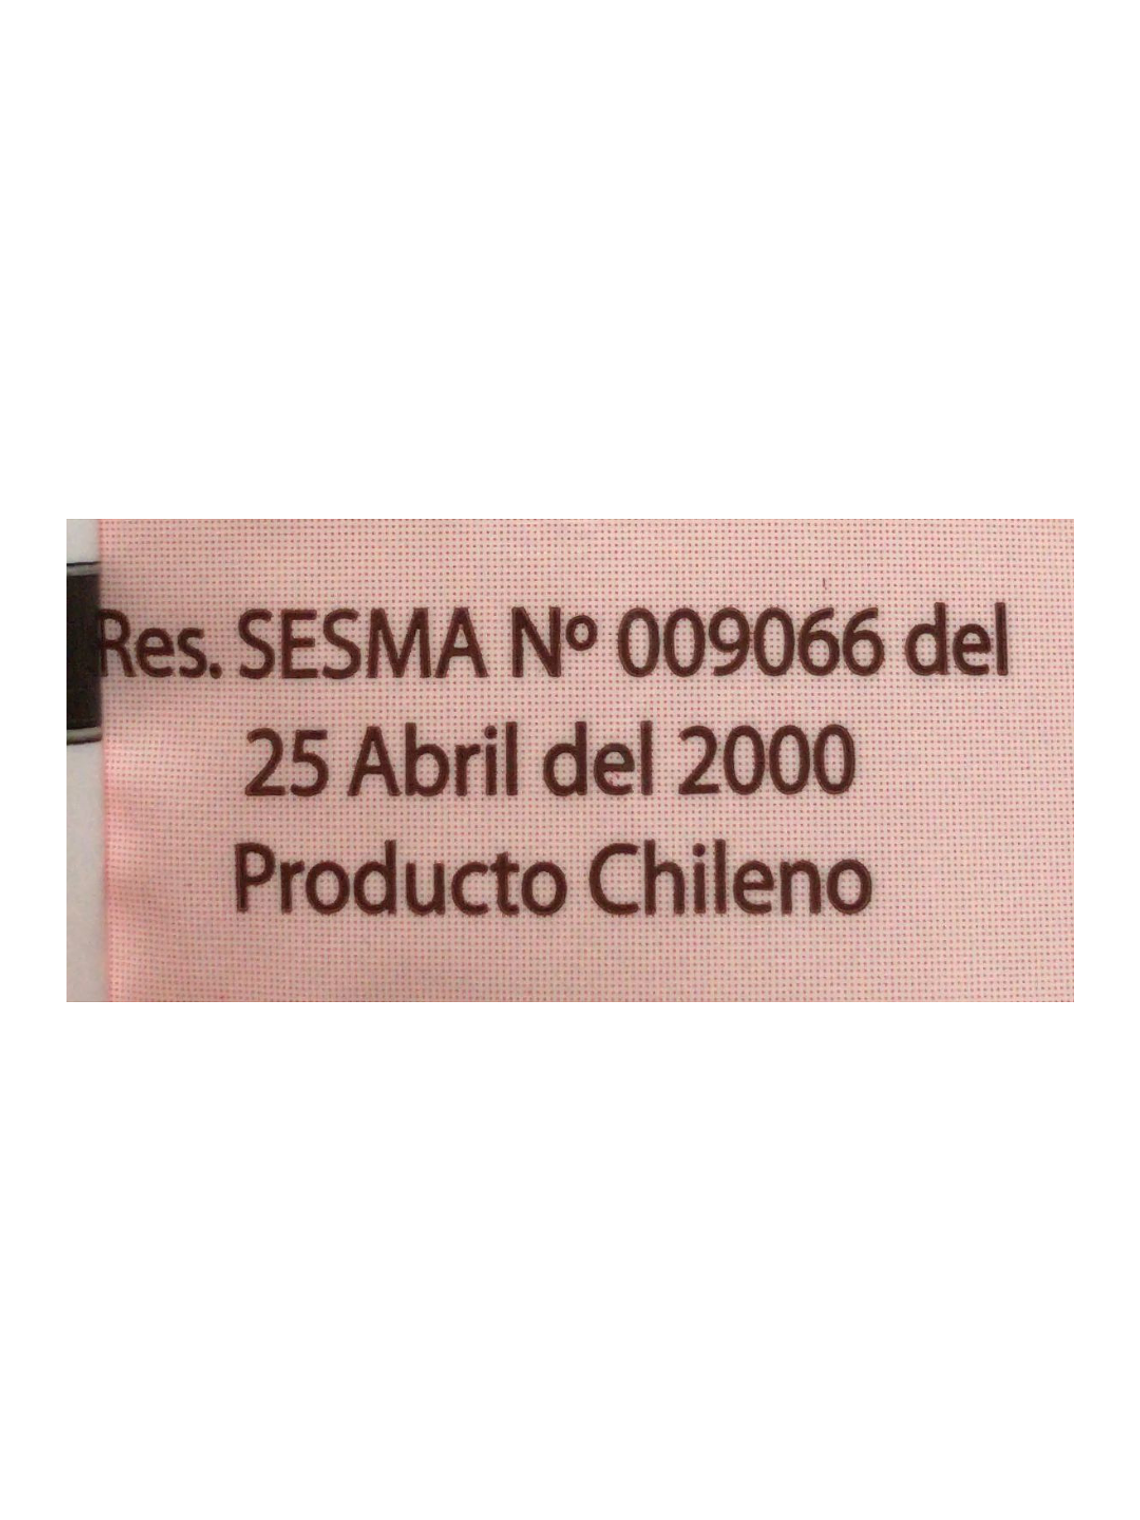 Res. SESMA Nº 009066 del
25 Abril del 2000
Producto Chileno